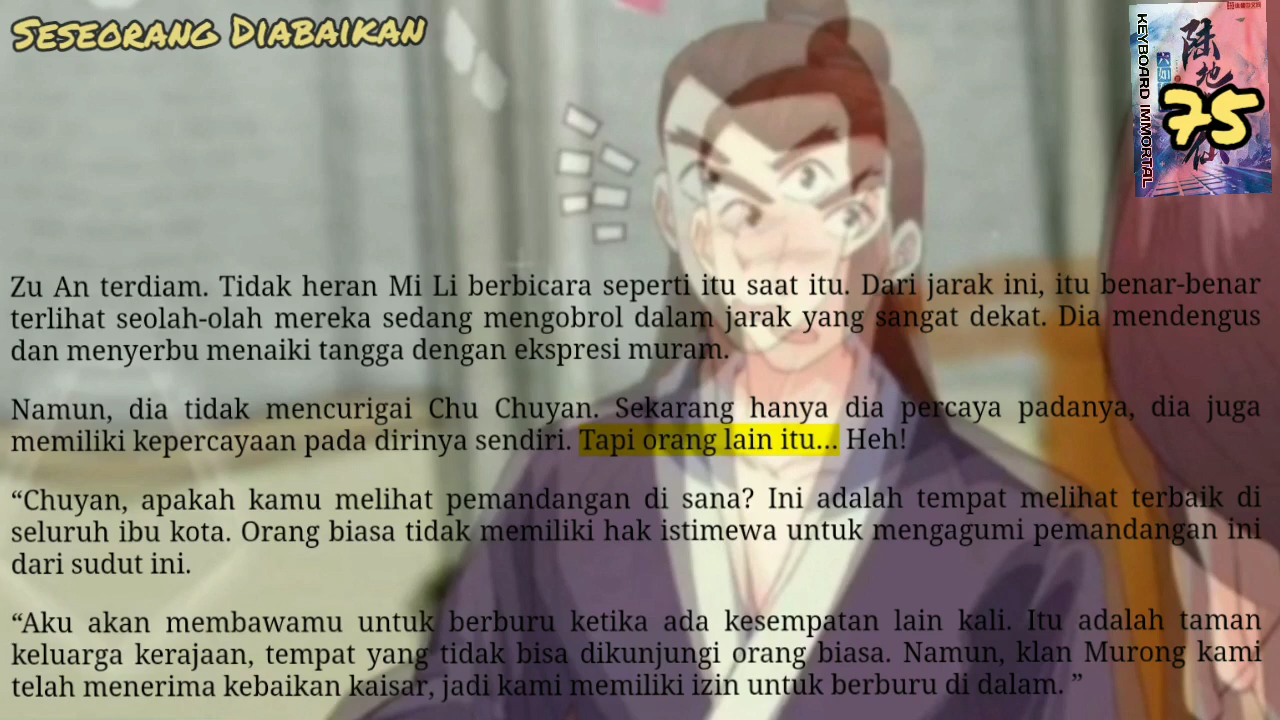 Seseorang Diabaikan
KEYBOARD IMMORTAL
陆地
75
Zu An terdiam. Tidak heran Mi Li berbicara seperti itu saat itu. Dari jarak ini, itu benar-benar
terlihat seolah-olah mereka sedang mengobrol dalam jarak yang sangat dekat. Dia mendengus
dan menyerbu menaiki tangga dengan ekspresi muram.
Namun, dia tidak mencurigai Chu Chuyan. Sekarang hanya dia percaya padanya, dia juga
memiliki kepercayaan pada dirinya sendiri. Tapi orang lain itu... Heh!
“Chuyan, apakah kamu melihat pemandangan di sana? Ini adalah tempat melihat terbaik di
seluruh ibu kota. Orang biasa tidak memiliki hak istimewa untuk mengagumi pemandangan ini
dari sudut ini.
“Aku akan membawamu untuk berburu ketika ada kesempatan lain kali. Itu adalah taman
keluarga kerajaan, tempat yang tidak bisa dikunjungi orang biasa. Namun, klan Murong kami
telah menerima kebaikan kaisar, jadi kami memiliki izin untuk berburu di dalam. ”